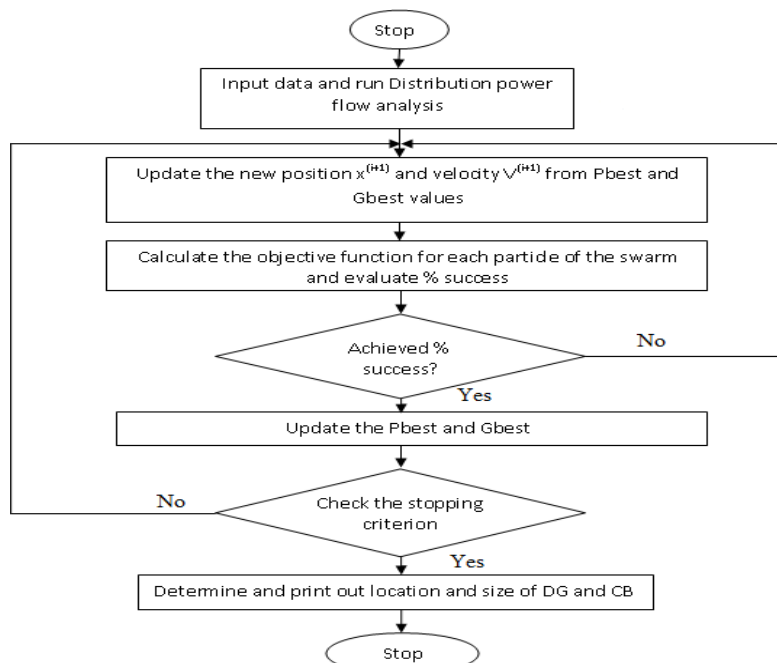 Stop
Input data and run Distribution power
flow analysis
Update the new position x^(i+1) and velocity V^(i+1) from Pbest and
Gbest values
Calculate the objective function for each partide of the swarm
and evaluate % success
Achieved %
success?
No
Yes
Update the Pbest and Gbest
Check the stopping
criterion
No
Yes
Determine and print out location and size of DG and CB
Stop